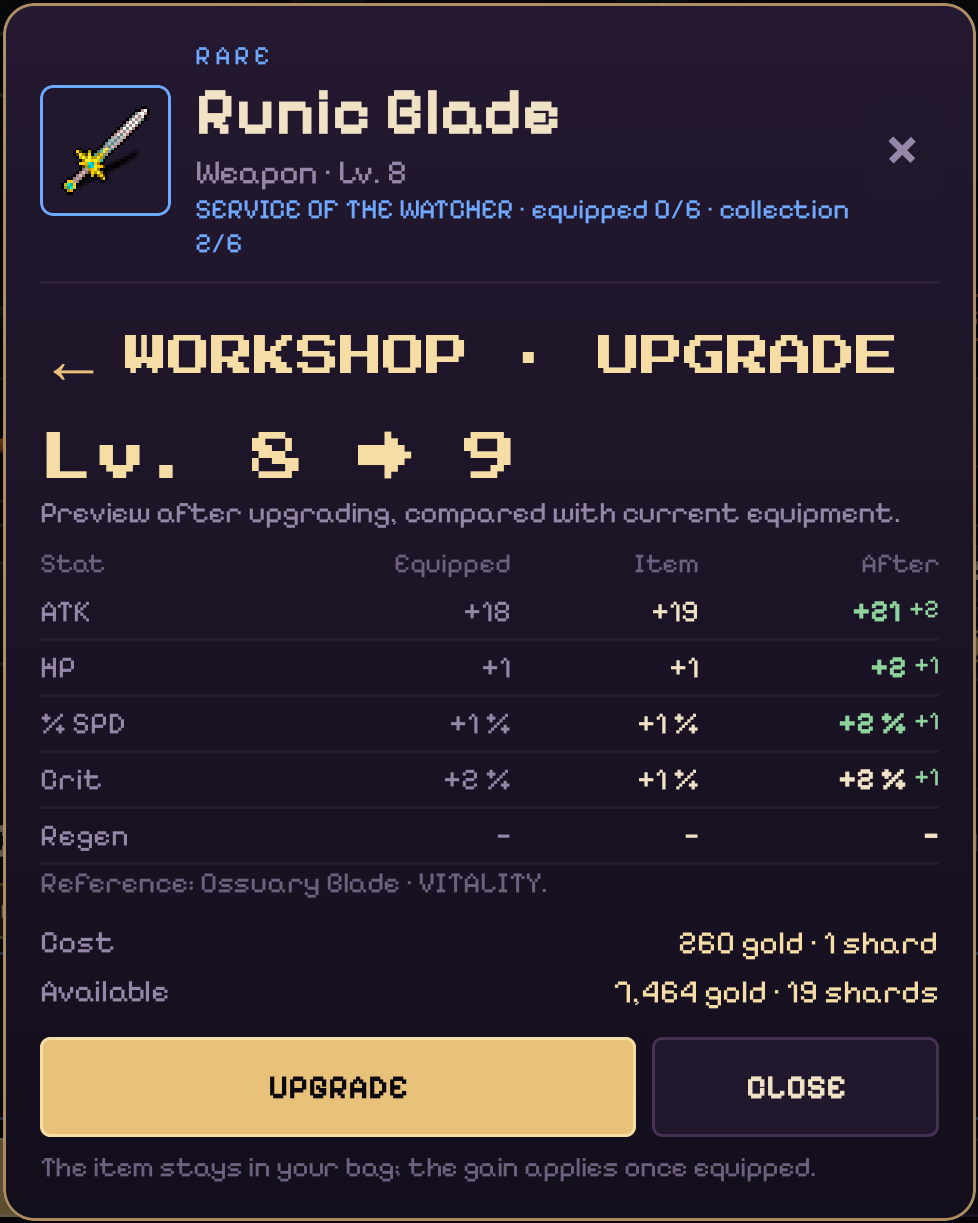 RARE
Runic Blade
Weapon · Lv. 8
SERVICE OF THE WATCHER · equipped 0/6 · collection
2/6
← WORKSHOP · UPGRADE
Lv. 8 → 9
Preview after upgrading, compared with current equipment.
Stat Equipped Item After
ATK +18 +19 +21 +2
HP +1 +1 +2 +1
% SPD +1 % +1 % +2 % +1
Crit +2 % +1 % +2 % +1
Regen - - -
Reference: Ossuary Blade · VITALITY.
Cost 260 gold · 1 shard
Available 7,464 gold · 19 shards
UPGRADE CLOSE
The item stays in your bag; the gain applies once equipped.